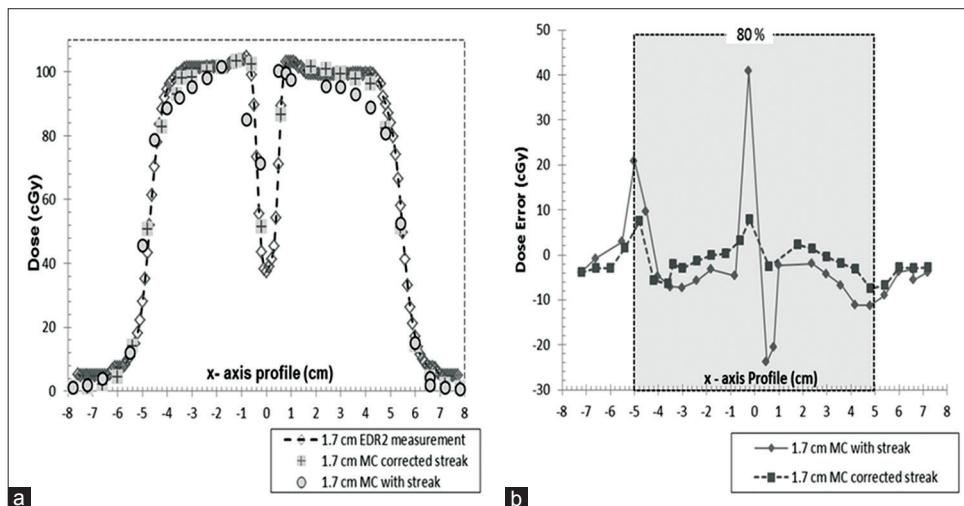 120
100
80
60
40
20
0
Dose (cGy)
x- axis profile (cm)
-8 -7 -6 -5 -4 -3 -2 -1 0 1 2 3 4 5 6 7 8
1.7 cm EDR2 measurement
1.7 cm MC corrected streak
1.7 cm MC with streak
a
80%
50
40
30
20
10
0
-10
-20
-30
Dose Error (cGy)
x - axis Profile (cm)
-8 -7 -6 -5 -4 -3 -2 -1 0 1 2 3 4 5 6 7 8
1.7 cm MC with streak
1.7 cm MC corrected streak
b